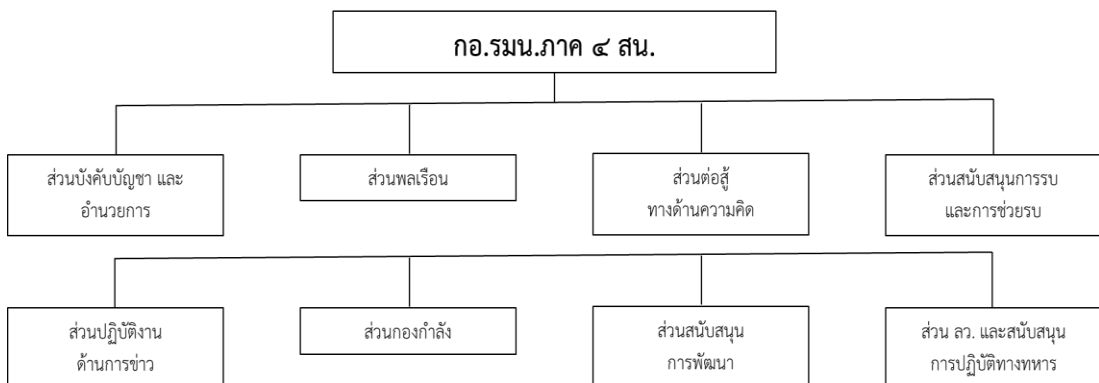 กอ.รมน.ภาค ๔ สน.
ส่วนบังคับบัญชา และ
อำนวยการ
ส่วนพลเรือน
ส่วนต่อสู้
ทางด้านความคิด
ส่วนสนับสนุนการรบ
และการช่วยรบ
ส่วนปฏิบัติงาน
ด้านการข่าว
ส่วนกองกำลัง
ส่วนสนับสนุน
การพัฒนา
ส่วน ลว. และสนับสนุน
การปฏิบัติทางทหาร